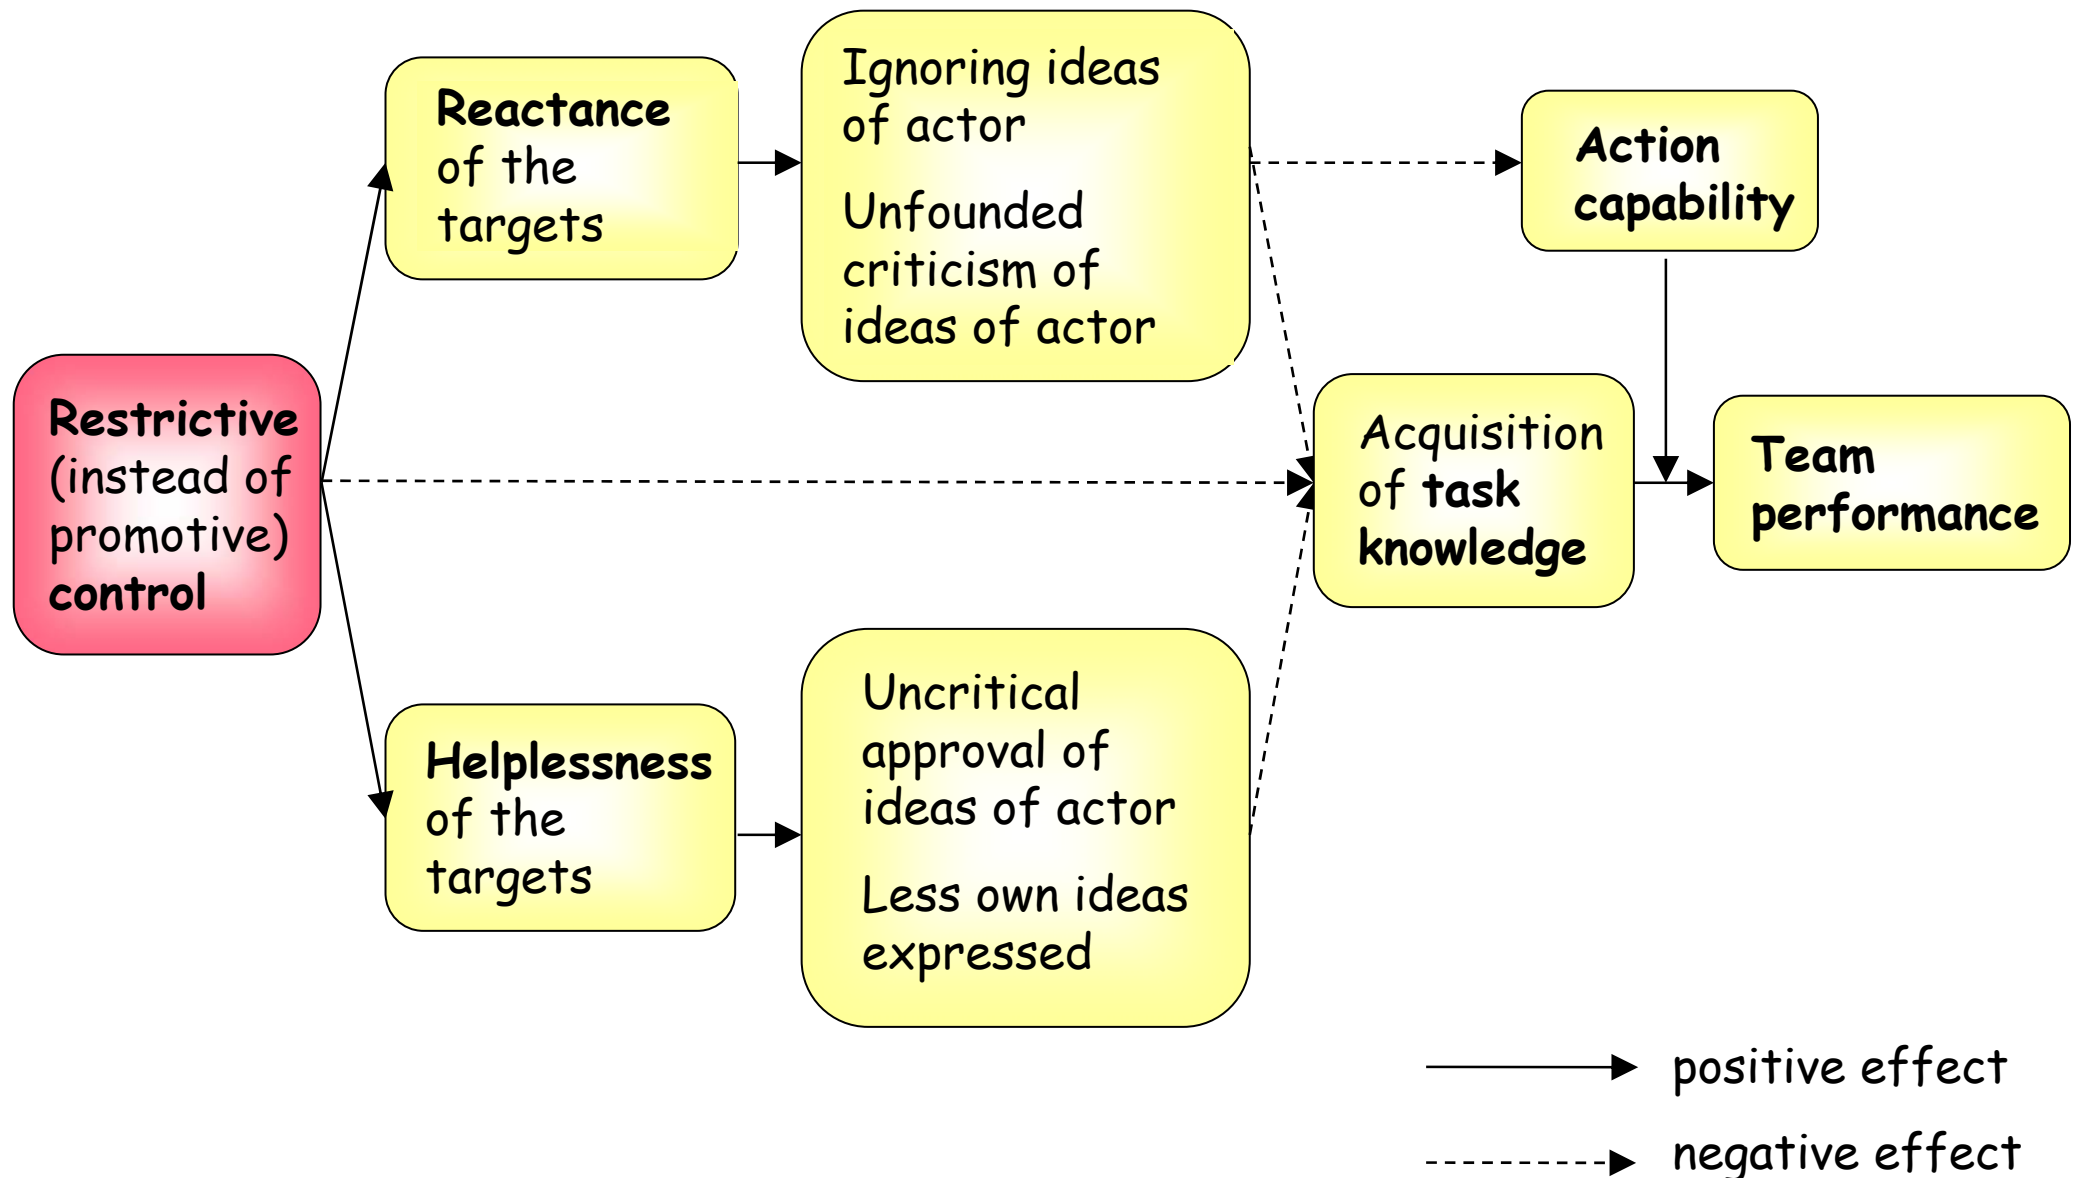 Restrictive
(instead of
promotive)
control
Reactance
of the
targets
Ignoring ideas
of actor
Unfounded
criticism of
ideas of actor
Helplessness
of the
targets
Uncritical
approval of
ideas of actor
Less own ideas
expressed
Action
capability
Acquisition
of task
knowledge
Team
performance
positive effect
negative effect